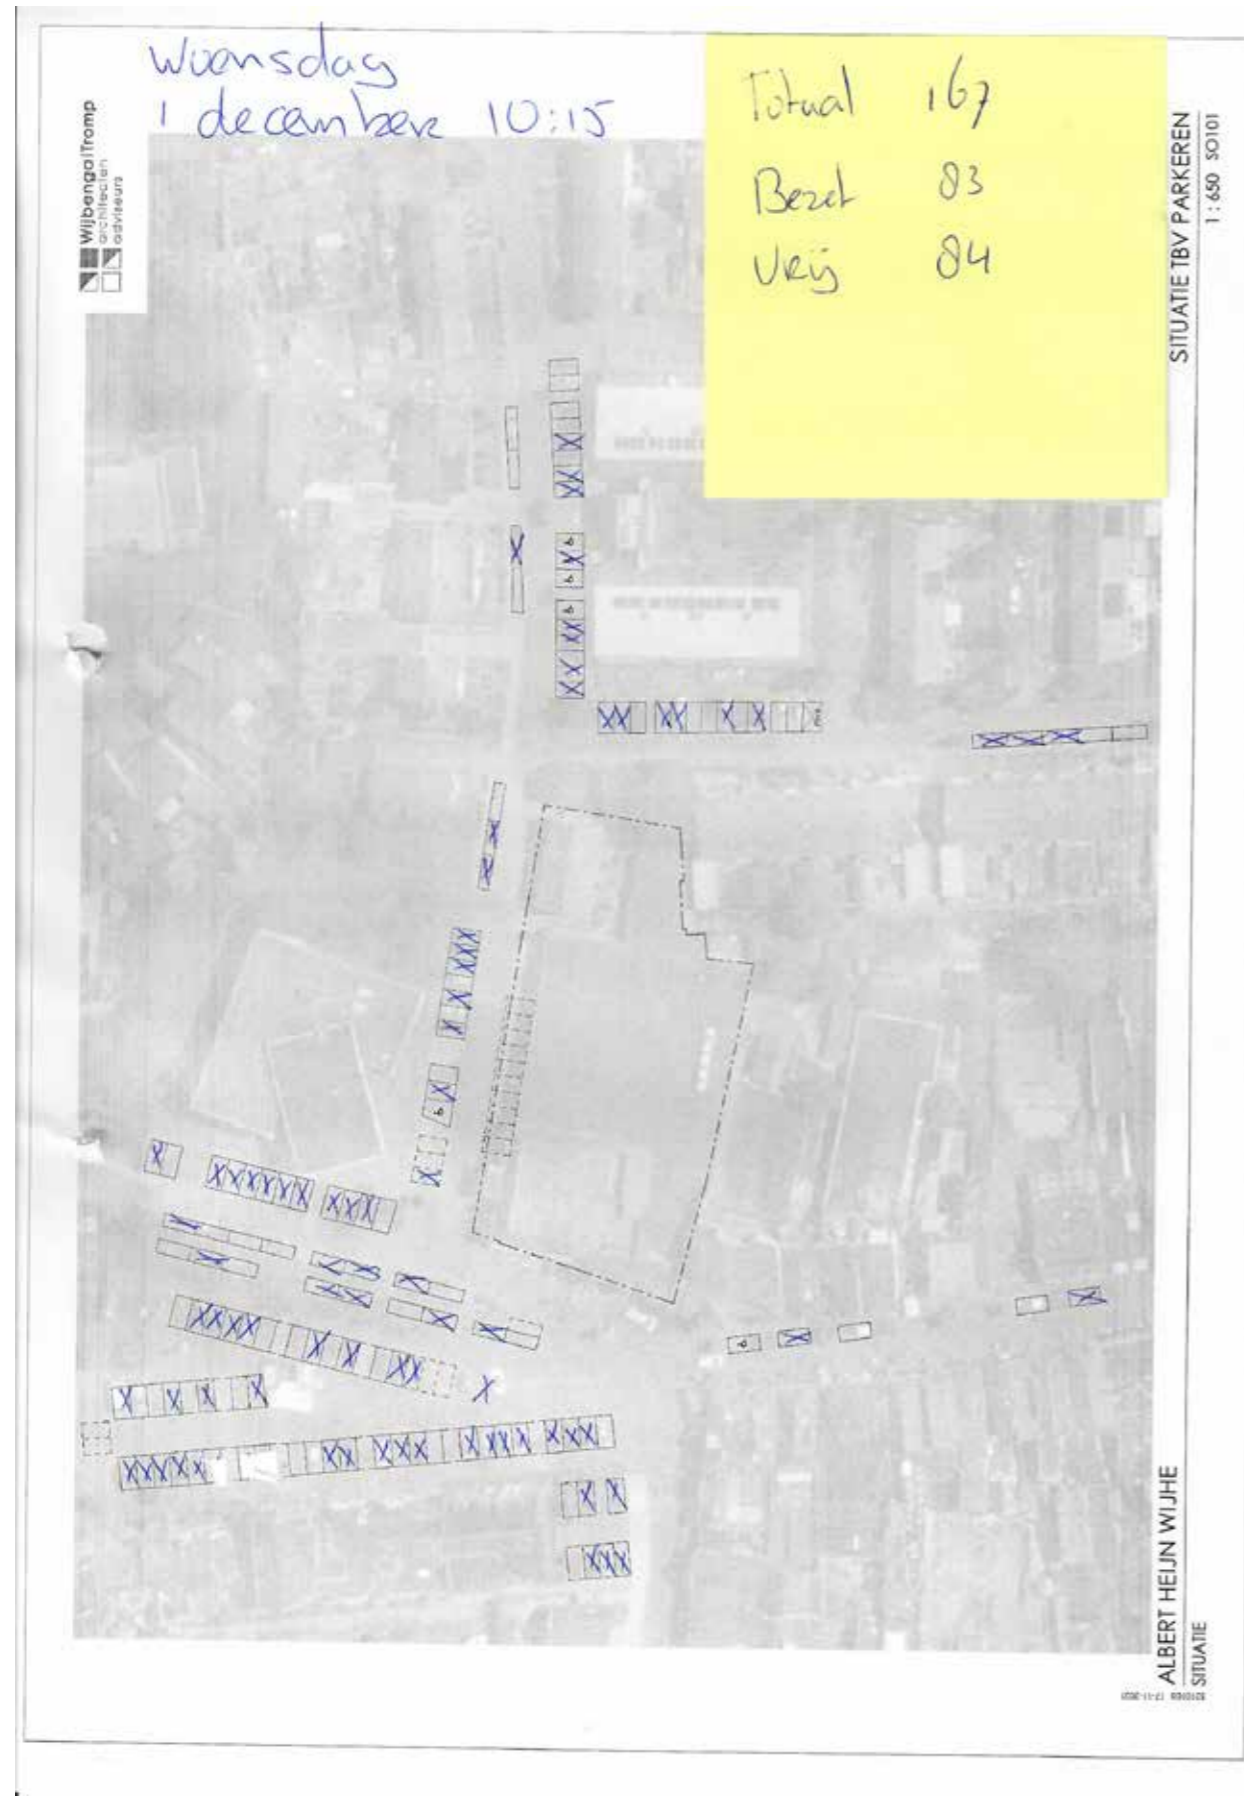 Woensdag
1 december 10:15
Totaal 167
Bezet 83
Vrij 84
WijbengalTromp
architecten
adviseurs
SITUATIE TBV PARKEREN
1 : 650 SO101
ALBERT HEIJN WIJHE
SITUATIE